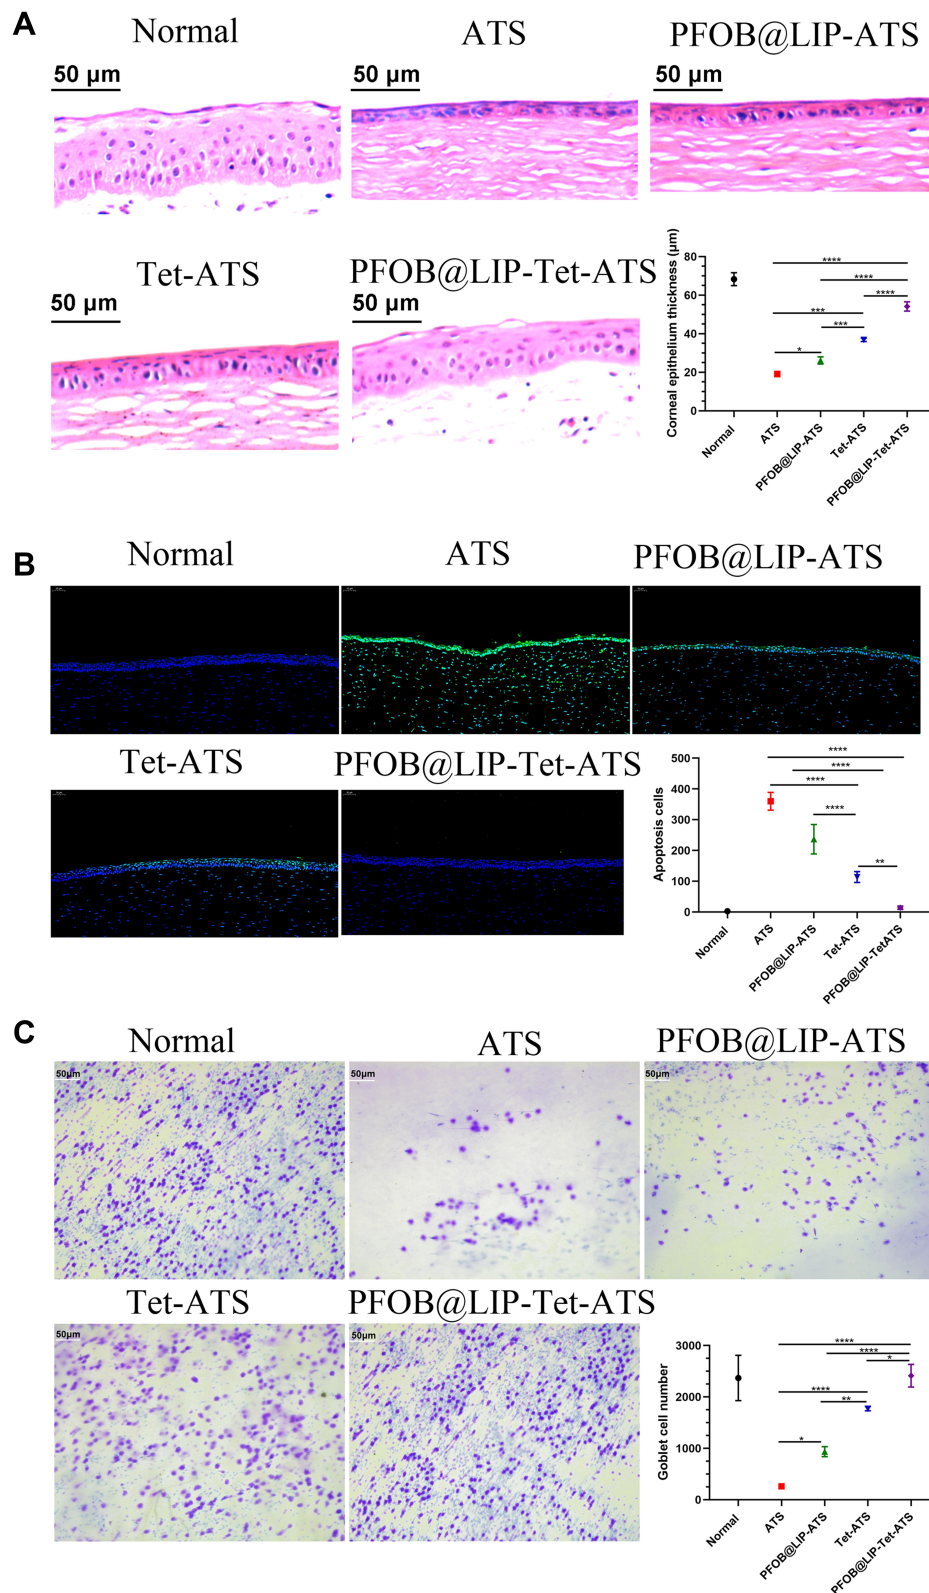 A
Normal
ATS
PFOB@LIP-ATS
50 µm
50 µm
50 µm
Tet-ATS
PFOB@LIP-Tet-ATS
50 µm
50 µm
Corneal epithelium thickness (µm)
80
60
40
20
0
****
****
****
***
***
*
Normal
ATS
PFOB@LIP-ATS
Tet-ATS
PFOB@LIP-Tet-ATS
B
Normal
ATS
PFOB@LIP-ATS
Tet-ATS
PFOB@LIP-Tet-ATS
Apoptosis cells
500
400
300
200
100
0
****
****
****
****
**
Normal
ATS
PFOB@LIP-ATS
Tet-ATS
PFOB@LIP-TetATS
C
Normal
ATS
PFOB@LIP-ATS
50µm
50µm
50µm
Tet-ATS
PFOB@LIP-Tet-ATS
50µm
50µm
Goblet cell number
3000
2000
1000
0
****
****
*
****
**
*
Normal
ATS
PFOB@LIP-ATS
Tet-ATS
PFOB@LIP-Tet-ATS